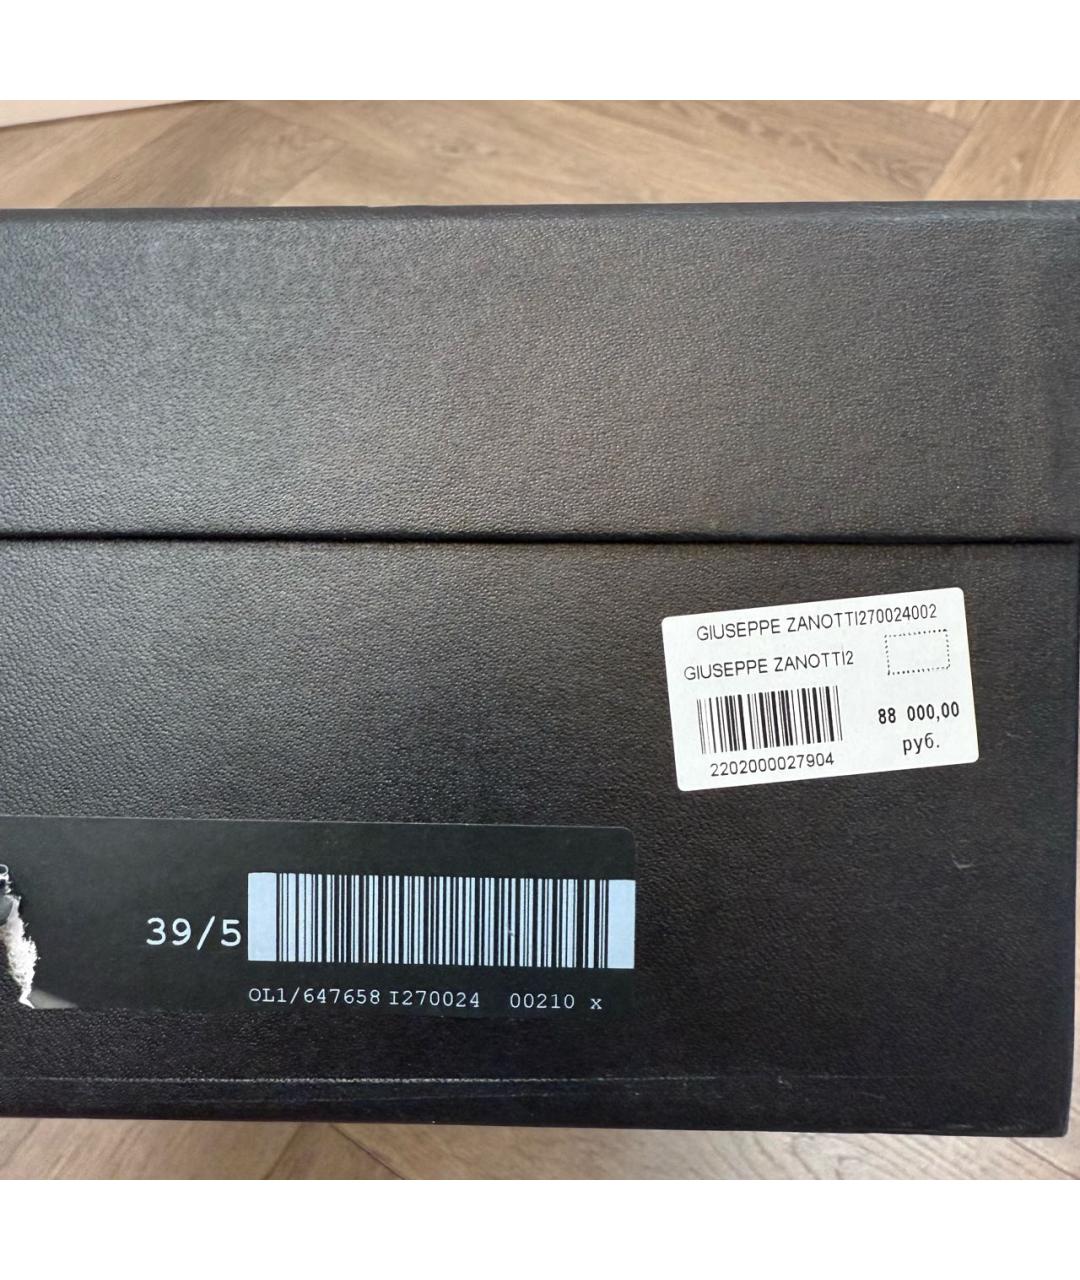 GIUSEPPE ZANOTTI270024002
GIUSEPPE ZANOTTI2
88 000,00
руб.
2202000027904
39/5
OL1/647658 I270024 00210 x